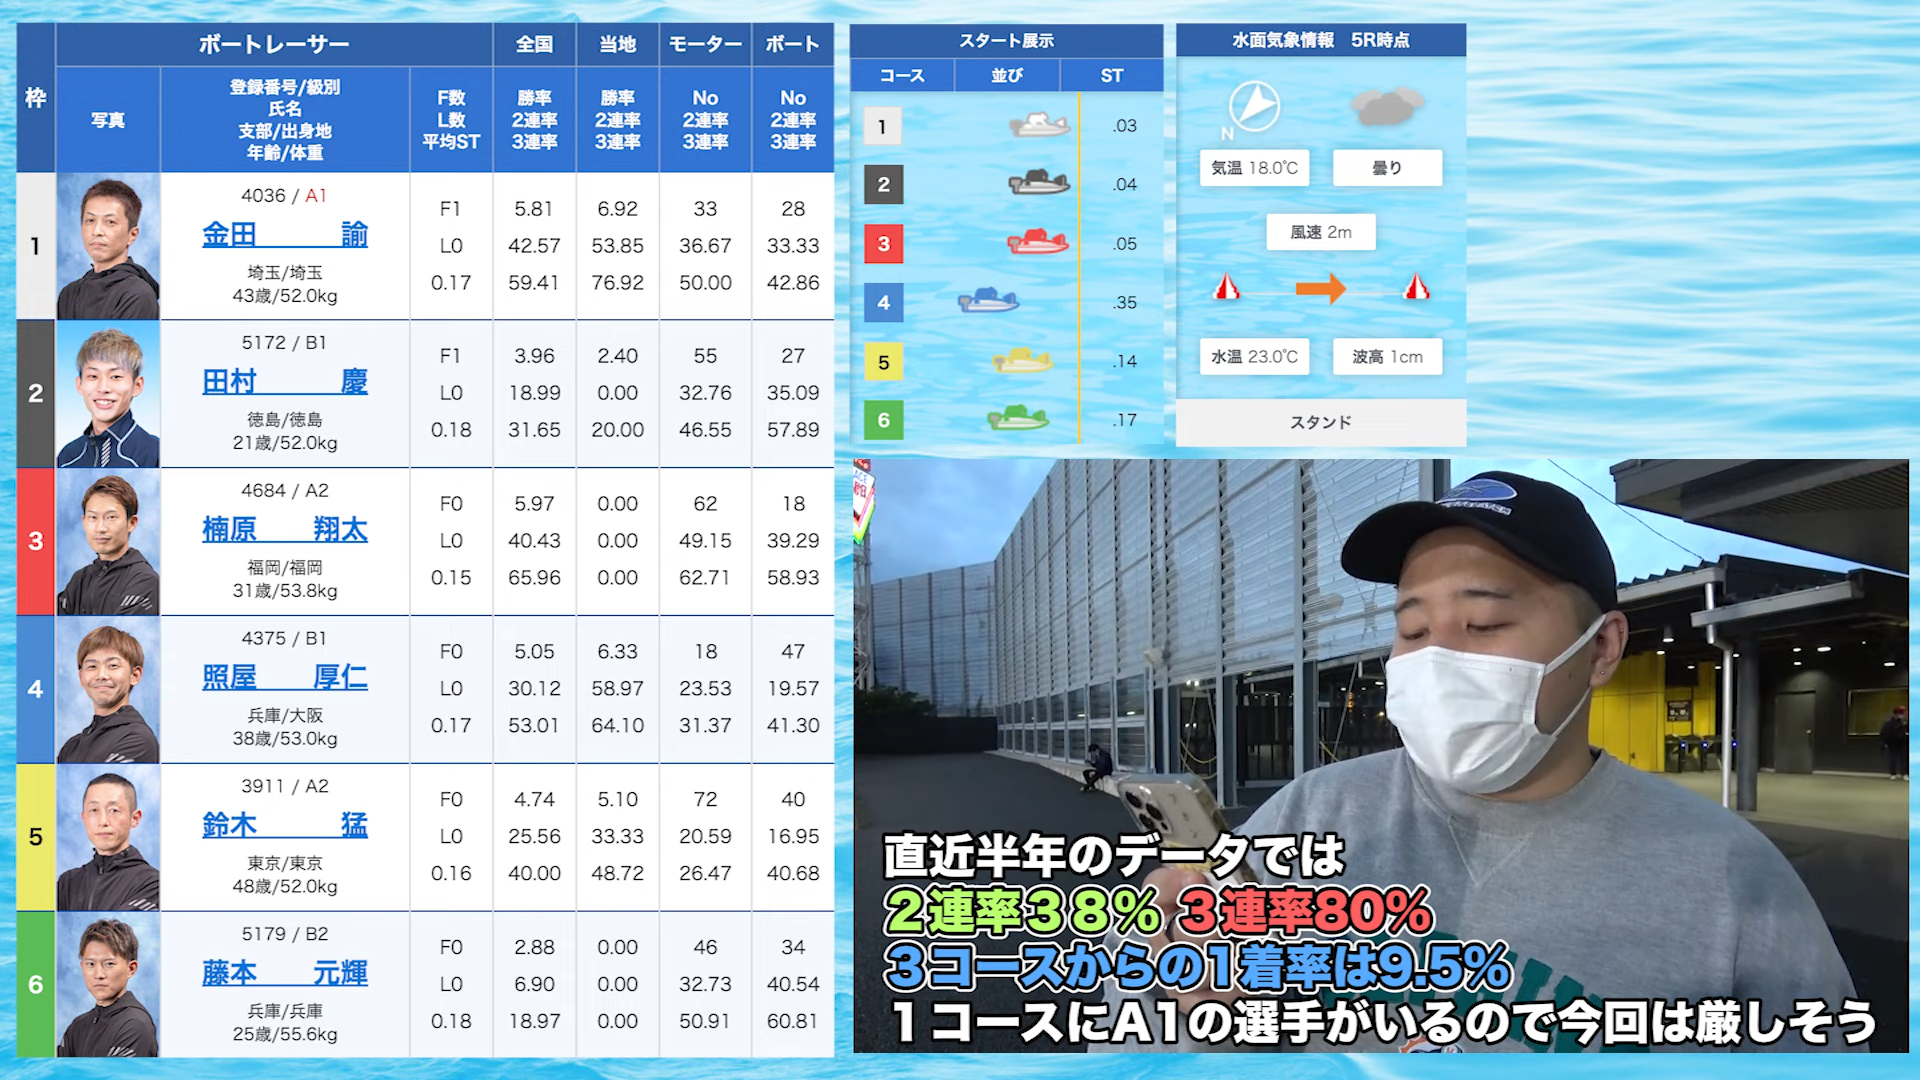 枠
ボートレーサー
全国
当地
モーター
ボート
写真
登録番号/級別
氏名
支部/出身地
年齢/体重
F数
L数
平均ST
勝率
2連率
3連率
勝率
2連率
3連率
No
2連率
3連率
No
2連率
3連率
1
4036 / A1
金田 諭
埼玉/埼玉
43歳/52.0kg
F1
L0
0.17
5.81
42.57
59.41
6.92
53.85
76.92
33
36.67
50.00
28
33.33
42.86
2
5172 / B1
田村 慶
徳島/徳島
21歳/52.0kg
F1
L0
0.18
3.96
18.99
31.65
2.40
0.00
20.00
55
32.76
46.55
27
35.09
57.89
3
4684 / A2
楠原 翔太
福岡/福岡
31歳/53.8kg
F0
L0
0.15
5.97
40.43
65.96
0.00
0.00
0.00
62
49.15
62.71
18
39.29
58.93
4
4375 / B1
照屋 厚仁
兵庫/大阪
38歳/53.0kg
F0
L0
0.17
5.05
30.12
53.01
6.33
58.97
64.10
18
23.53
31.37
47
19.57
41.30
5
3911 / A2
鈴木 猛
東京/東京
48歳/52.0kg
F0
L0
0.16
4.74
25.56
40.00
5.10
33.33
48.72
72
20.59
26.47
40
16.95
40.68
6
5179 / B2
藤本 元輝
兵庫/兵庫
25歳/55.6kg
F0
L0
0.18
2.88
6.90
18.97
0.00
0.00
0.00
46
32.73
50.91
34
40.54
60.81
スタート展示
コース 並び ST
1 .03
2 .04
3 .05
4 .35
5 .14
6 .17
水面気象情報 5R時点
N
気温 18.0℃
曇り
風速 2m
水温 23.0℃
波高 1cm
スタンド
直近半年のデータでは
2連率38% 3連率80%
3コースからの1着率は9.5%
1コースにA1の選手がいるので今回は厳しそう